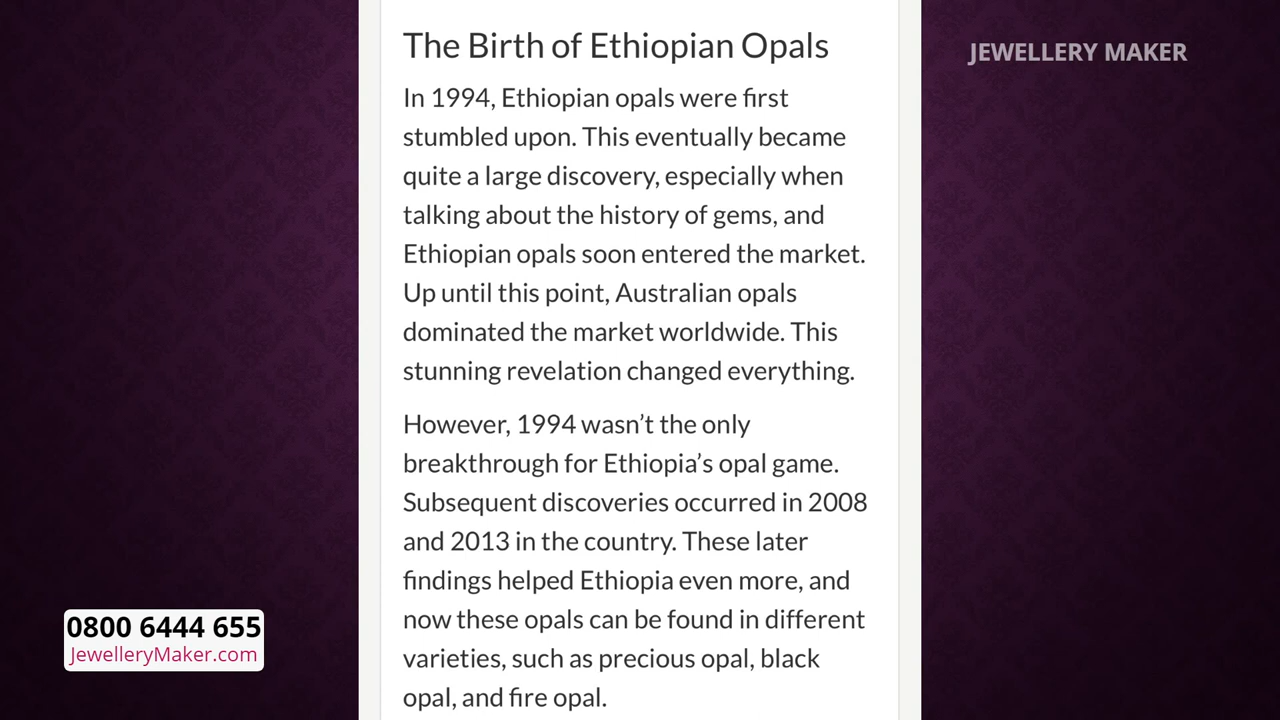 The Birth of Ethiopian Opals
JEWELLERY MAKER
In 1994, Ethiopian opals were first
stumbled upon. This eventually became
quite a large discovery, especially when
talking about the history of gems, and
Ethiopian opals soon entered the market.
Up until this point, Australian opals
dominated the market worldwide. This
stunning revelation changed everything.
However, 1994 wasn’t the only
breakthrough for Ethiopia’s opal game.
Subsequent discoveries occurred in 2008
and 2013 in the country. These later
findings helped Ethiopia even more, and
now these opals can be found in different
varieties, such as precious opal, black
opal, and fire opal.
0800 6444 655
JewelleryMaker.com